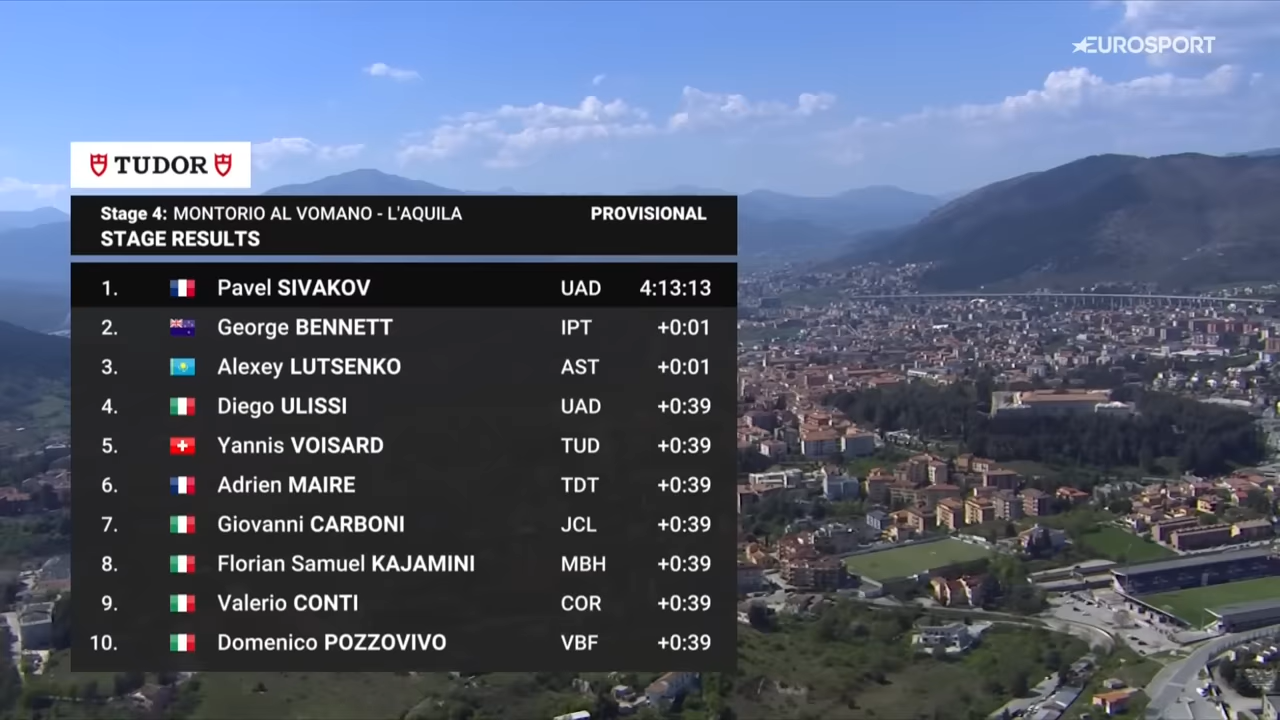 EUROSPORT
TUDOR
Stage 4: MONTORIO AL VOMANO - L'AQUILA PROVISIONAL
STAGE RESULTS
1. Pavel SIVAKOV UAD 4:13:13
2. George BENNETT IPT +0:01
3. Alexey LUTSENKO AST +0:01
4. Diego ULISSI UAD +0:39
5. Yannis VOISARD TUD +0:39
6. Adrien MAIRE TDT +0:39
7. Giovanni CARBONI JCL +0:39
8. Florian Samuel KAJAMINI MBH +0:39
9. Valerio CONTI COR +0:39
10. Domenico POZZOVIVO VBF +0:39